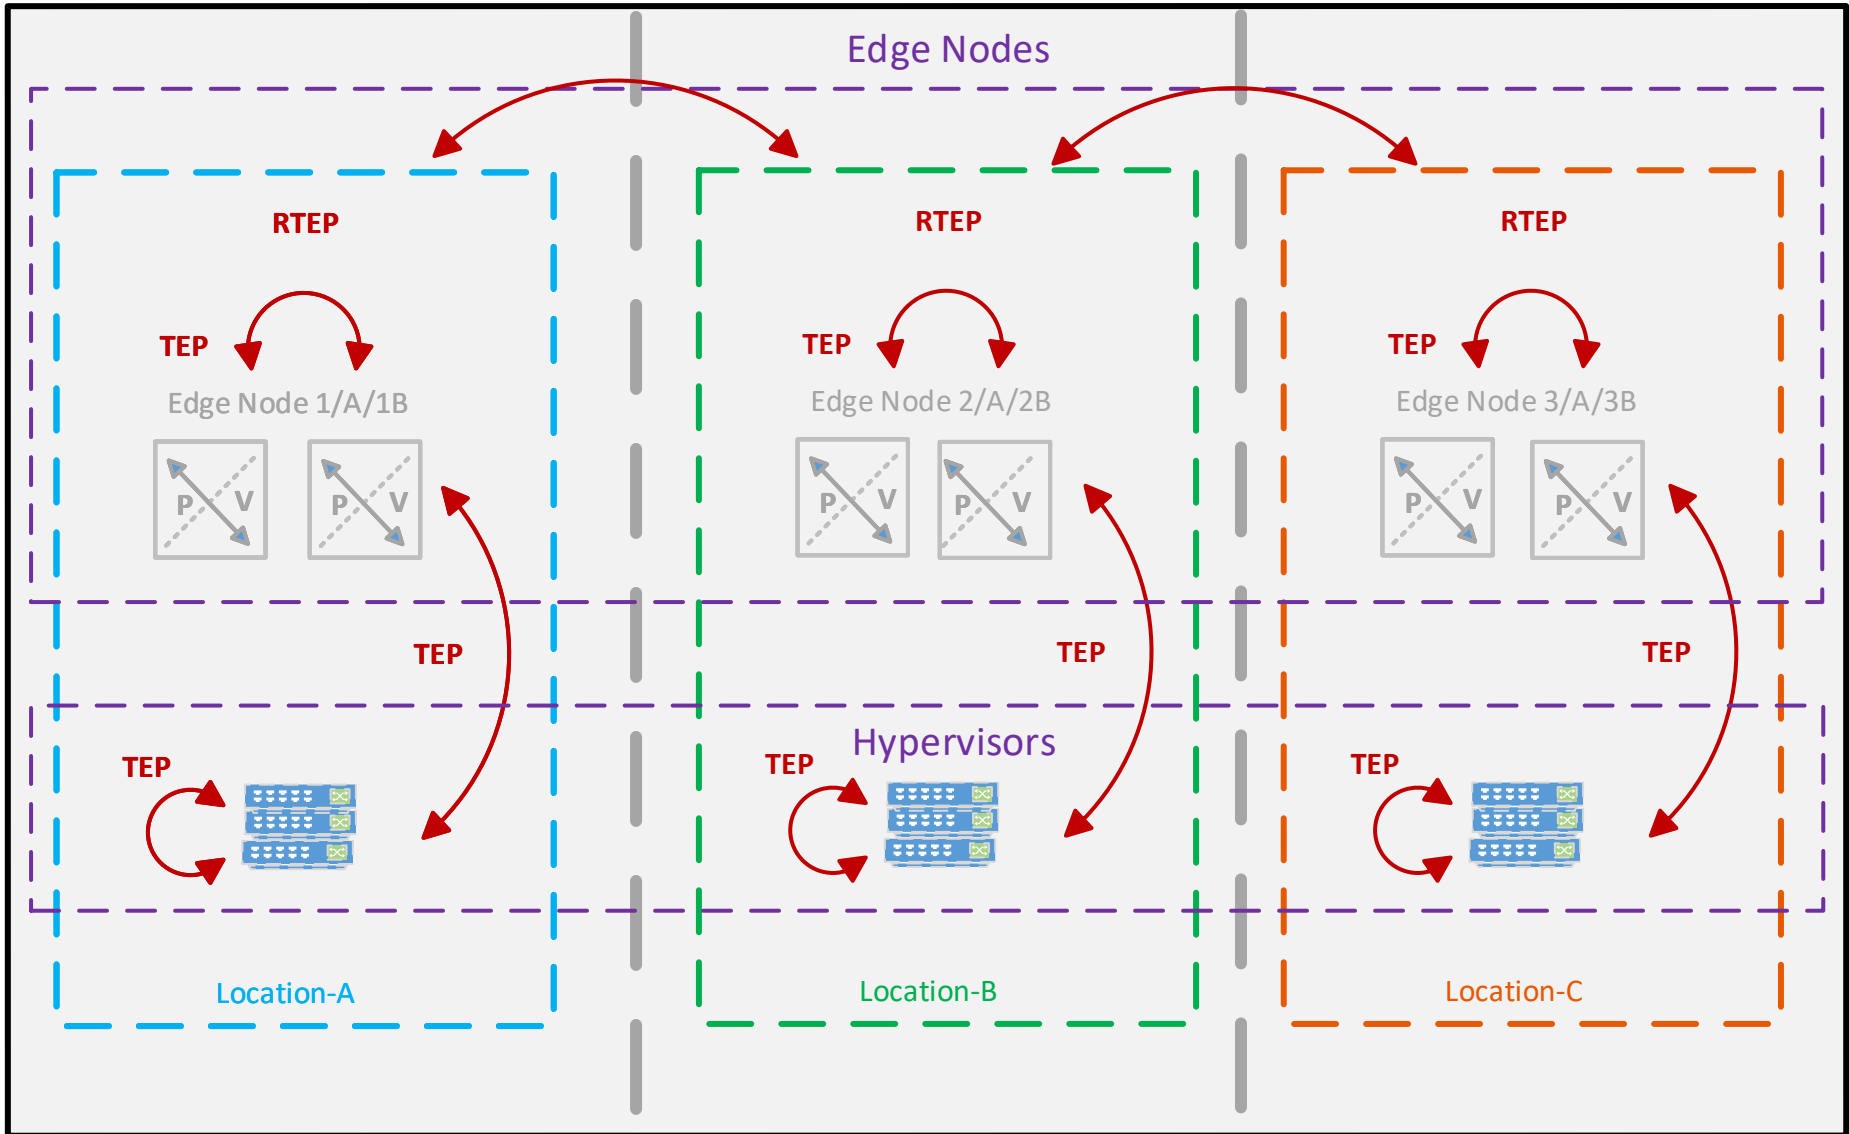 Edge Nodes
RTEP
RTEP
RTEP
TEP
TEP
TEP
Edge Node 1/A/1B
Edge Node 2/A/2B
Edge Node 3/A/3B
P V
P V
P V
P V
P V
P V
TEP
TEP
TEP
Hypervisors
TEP
TEP
TEP
Location-A
Location-B
Location-C